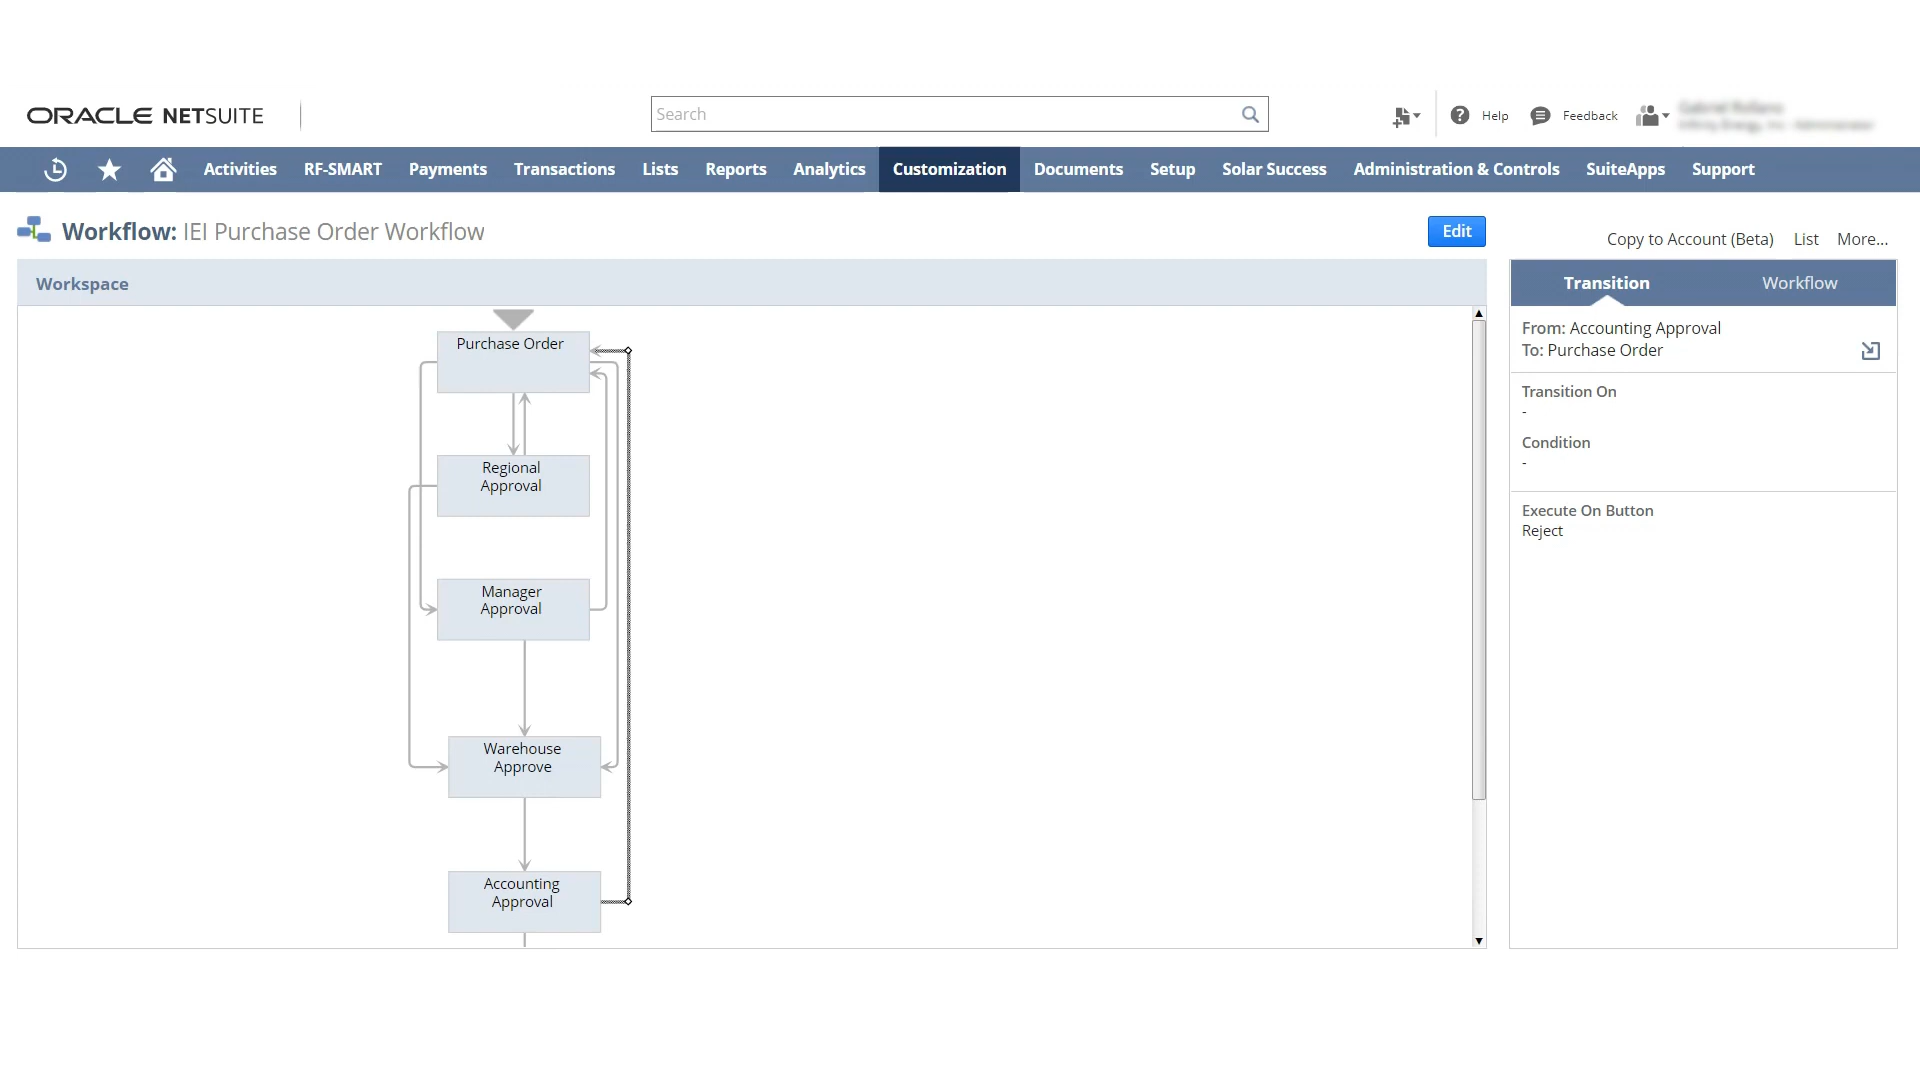 ORACLE NETSUITE
Search
Help
Feedback
Activities RF-SMART Payments Transactions Lists Reports Analytics Customization Documents Setup Solar Success Administration & Controls SuiteApps Support
Workflow: IEI Purchase Order Workflow
Edit
Copy to Account (Beta) List More...
Workspace
Purchase Order
Regional
Approval
Manager
Approval
Warehouse
Approve
Accounting
Approval
Transition Workflow
From: Accounting Approval
To: Purchase Order
Transition On
-
Condition
-
Execute On Button
Reject